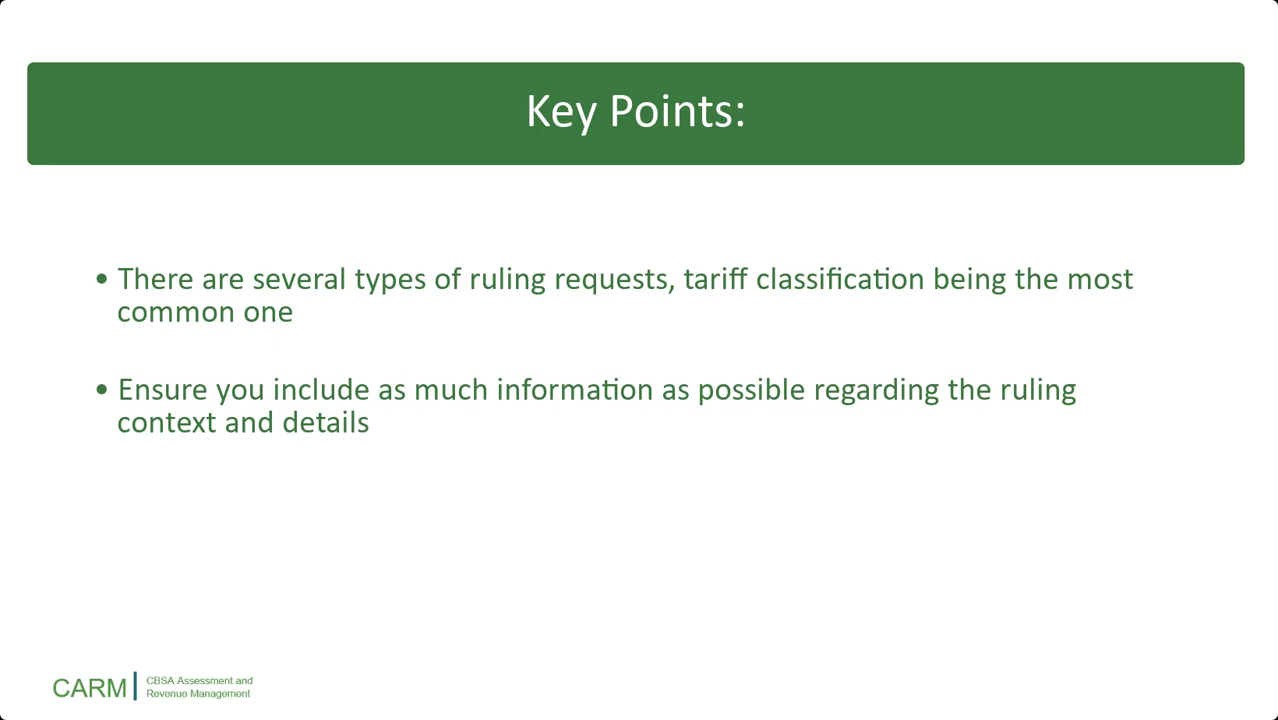 Key Points:
• There are several types of ruling requests, tariff classification being the most
common one
• Ensure you include as much information as possible regarding the ruling
context and details
CARM
CBSA Assessment and
Revenue Management